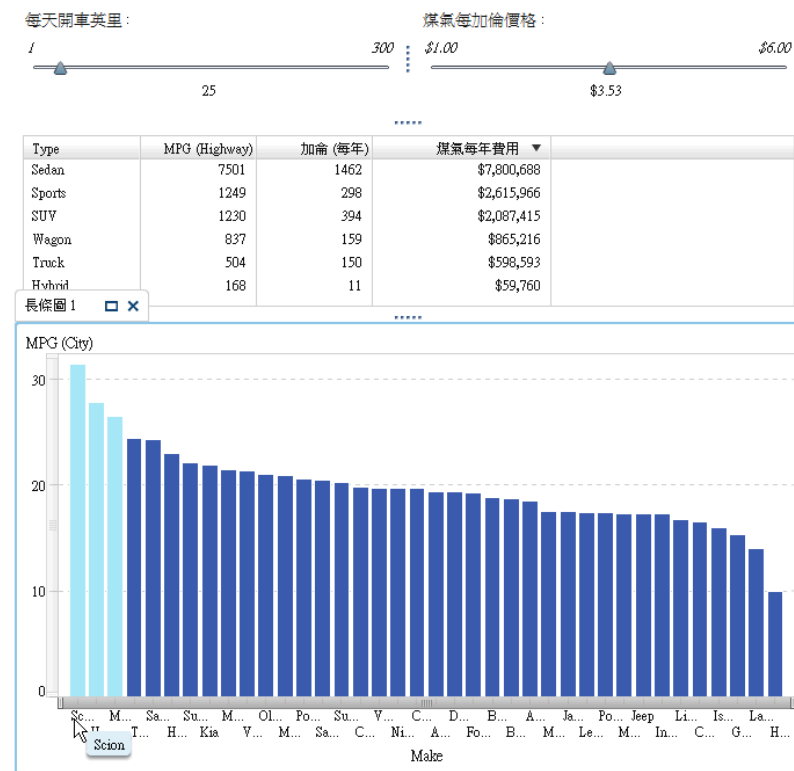 每天開車英里: 煤氣每加倫價格:
1 300 $1.00 $6.00
25 $3.53
Type MPG (Highway) 加侖 (每年) 煤氣每年費用 ▼
Sedan 7501 1462 $7,800,688
Sports 1249 298 $2,615,966
SUV 1230 394 $2,087,415
Wagon 837 159 $865,216
Truck 504 150 $598,593
Hybrid 168 11 $59,760
長條圖 1
MPG (City)
30
20
10
0
Sc... M... Sa... Su... M... Ol... Po... Su... V... C... D... B... A... Ja... Po... Jeep Li... Is... La...
T... H... Kia V... M... Sa... C... Ni... A... Fo... B... M... Le... M... In... C... G... H...
Scion
Make